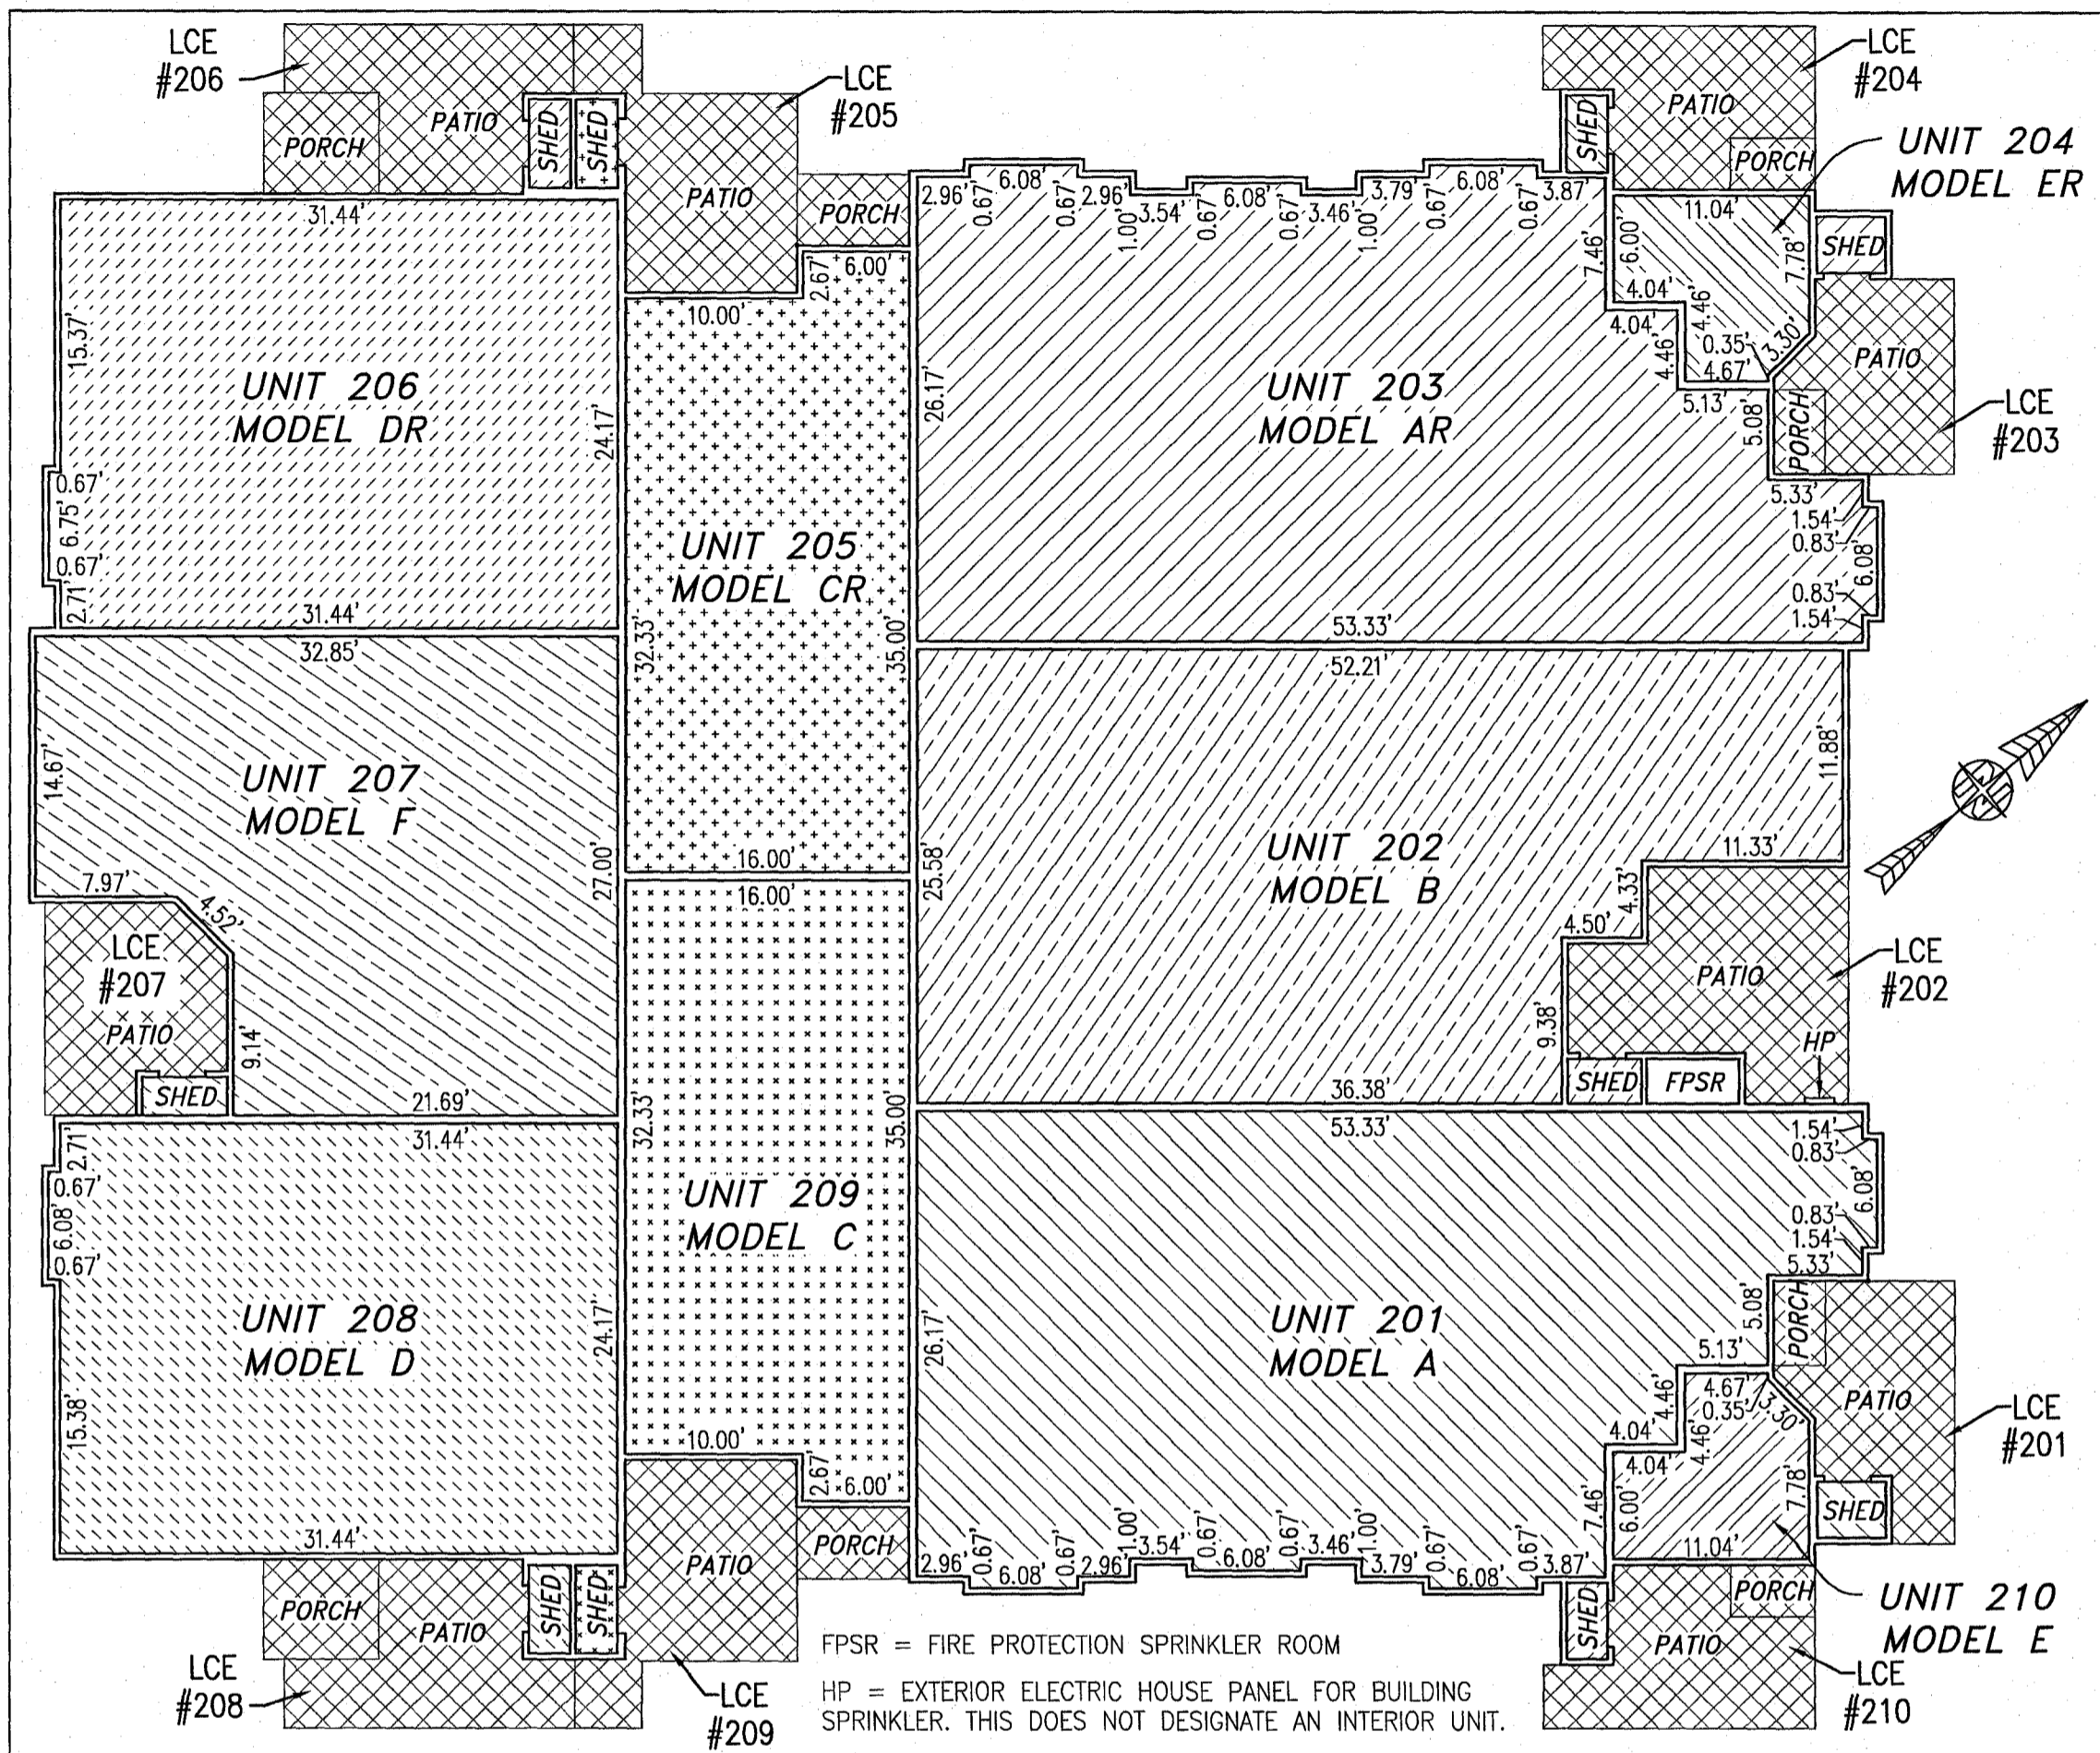 LCE
#206
PORCH
PATIO
SHED
SHED
LCE
#205
PATIO
PORCH
LCE
#204
SHED
PATIO
PORCH
UNIT 204
MODEL ER
31.44'
15.37'
UNIT 206
MODEL DR
24.17'
0.67'
6.75'
0.67'
2.71'
31.44'
2.67'
6.00'
10.00'
UNIT 205
MODEL CR
32.33'
35.00'
16.00'
2.96'
0.67'
6.08'
0.67'
2.96'
1.00'
3.54'
0.67'
6.08'
0.67'
3.46'
1.00'
3.79'
0.67'
6.08'
0.67'
3.87'
7.46'
26.17'
UNIT 203
MODEL AR
4.04'
4.46'
5.13'
5.08'
5.33'
1.54'
0.83'
6.08'
0.83'
1.54'
53.33'
11.04'
6.00'
7.78'
4.04'
4.46'
0.35'
3.30'
4.67'
SHED
PATIO
PORCH
LCE
#203
32.85'
14.67'
UNIT 207
MODEL F
27.00'
7.97'
4.52'
9.14'
21.69'
LCE
#207
PATIO
SHED
52.21'
25.58'
UNIT 202
MODEL B
11.88'
11.33'
4.33'
4.50'
9.38'
36.38'
PATIO
LCE
#202
HP
SHED
FPSR
31.44'
2.71'
0.67'
6.08'
0.67'
UNIT 208
MODEL D
24.17'
15.38'
31.44'
16.00'
32.33'
35.00'
UNIT 209
MODEL C
10.00'
2.67'
6.00'
53.33'
1.54'
0.83'
6.08'
0.83'
1.54'
5.33'
26.17'
UNIT 201
MODEL A
5.08'
5.13'
4.46'
4.04'
7.46'
2.96'
0.67'
6.08'
0.67'
2.96'
1.00'
3.54'
0.67'
6.08'
0.67'
3.46'
1.00'
3.79'
0.67'
6.08'
0.67'
3.87'
4.67'
0.35'
3.30'
4.46'
4.04'
6.00'
7.78'
11.04'
PORCH
PATIO
LCE
#201
SHED
PORCH
PATIO
SHED
SHED
LCE
#208
PATIO
PORCH
LCE
#209
SHED
PATIO
PORCH
UNIT 210
MODEL E
LCE
#210
FPSR = FIRE PROTECTION SPRINKLER ROOM
HP = EXTERIOR ELECTRIC HOUSE PANEL FOR BUILDING
SPRINKLER. THIS DOES NOT DESIGNATE AN INTERIOR UNIT.